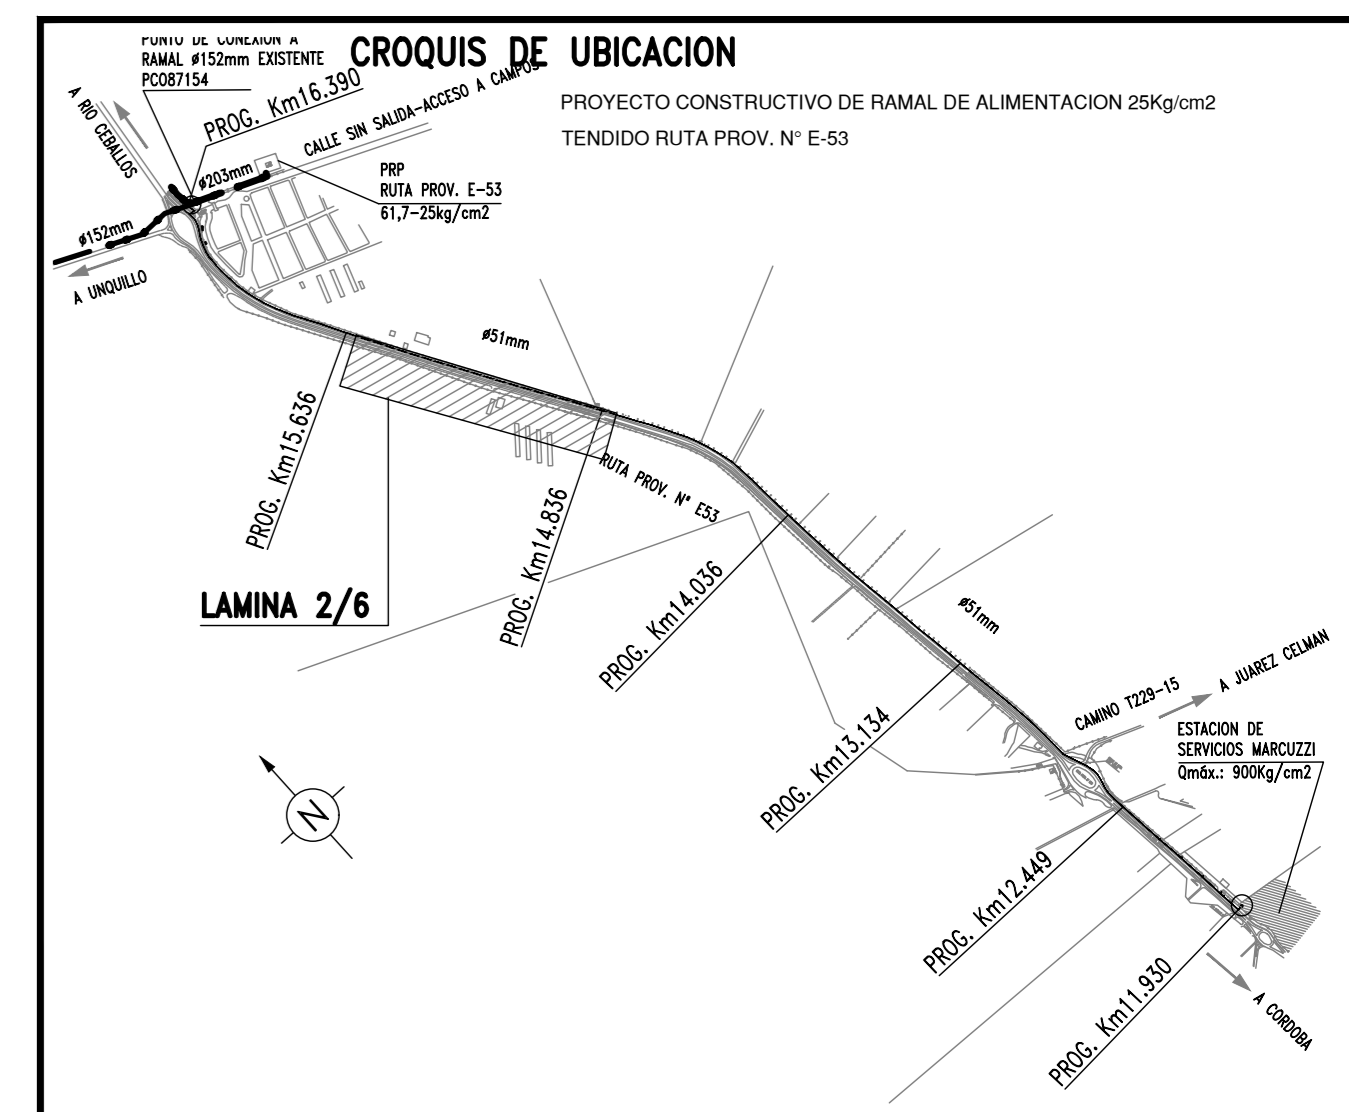 CROQUIS DE UBICACION
PROYECTO CONSTRUCTIVO DE RAMAL DE ALIMENTACION 25Kg/cm2
TENDIDO RUTA PROV. N° E-53
PUNTO DE CONEXION A
RAMAL ø152mm EXISTENTE
PC087154
PROG. Km16.390
A RIO CEBALLOS
CALLE SIN SALIDA-ACCESO A CAMPOS
PRP
RUTA PROV. E-53
61,7-25kg/cm2
ø203mm
ø152mm
A UNQUILLO
ø51mm
PROG. Km15.636
PROG. Km14.836
RUTA PROV. N° E53
LAMINA 2/6
PROG. Km14.036
ø51mm
PROG. Km13.134
CAMINO T229-15
A JUAREZ CELMAN
ESTACION DE
SERVICIOS MARCUZZI
Qmáx.: 900Kg/cm2
N
PROG. Km12.449
PROG. Km11.930
A CORDOBA